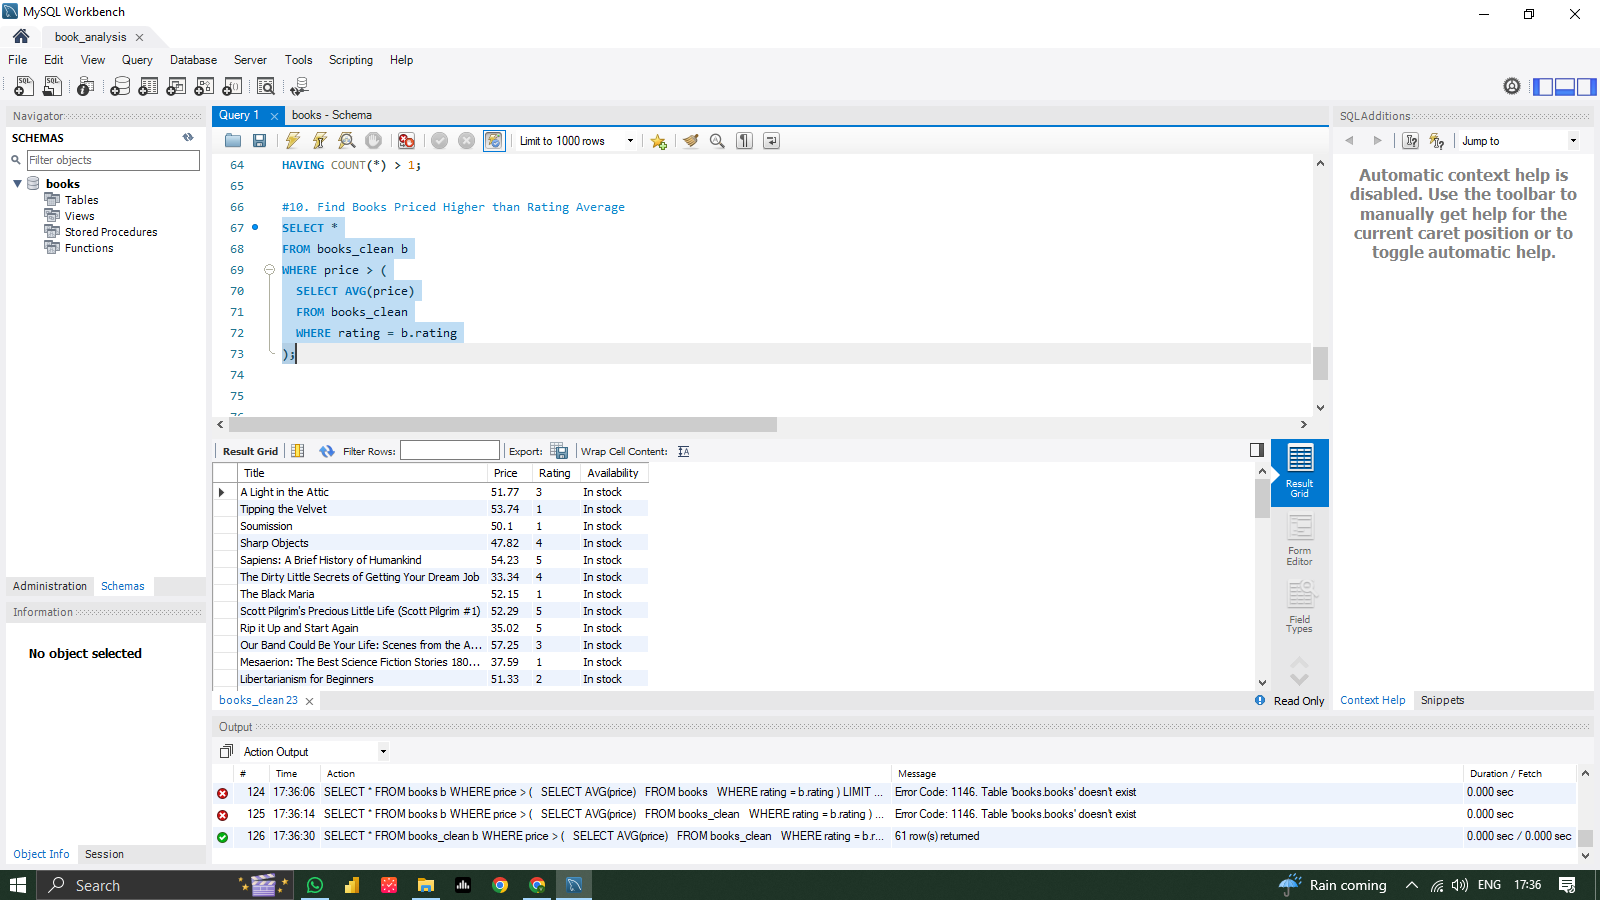 MySQL Workbench
book_analysis
File Edit View Query Database Server Tools Scripting Help
Navigator
SCHEMAS
Filter objects
books
Tables
Views
Stored Procedures
Functions
Administration Schemas
Information
No object selected
Object Info Session
Query 1 books - Schema
Limit to 1000 rows
64 HAVING COUNT(*) > 1;
65
66 #10. Find Books Priced Higher than Rating Average
67 SELECT *
68 FROM books_clean b
69 WHERE price > (
70 SELECT AVG(price)
71 FROM books_clean
72 WHERE rating = b.rating
73 );
74
75
76
Result Grid Filter Rows: Export: Wrap Cell Content:
Title Price Rating Availability
A Light in the Attic 51.77 3 In stock
Tipping the Velvet 53.74 1 In stock
Soumission 50.1 1 In stock
Sharp Objects 47.82 4 In stock
Sapiens: A Brief History of Humankind 54.23 5 In stock
The Dirty Little Secrets of Getting Your Dream Job 33.34 4 In stock
The Black Maria 52.15 1 In stock
Scott Pilgrim's Precious Little Life (Scott Pilgrim #1) 52.29 5 In stock
Rip it Up and Start Again 35.02 5 In stock
Our Band Could Be Your Life: Scenes from the A... 57.25 3 In stock
Mesaerion: The Best Science Fiction Stories 180... 37.59 1 In stock
Libertarianism for Beginners 51.33 2 In stock
Result Grid
Form Editor
Field Types
books_clean 23
Read Only
SQLAdditions
Jump to
Automatic context help is
disabled. Use the toolbar to
manually get help for the
current caret position or to
toggle automatic help.
Context Help Snippets
Output
Action Output
# Time Action Message Duration / Fetch
124 17:36:06 SELECT * FROM books b WHERE price > ( SELECT AVG(price) FROM books WHERE rating = b.rating ) LIMIT ... Error Code: 1146. Table 'books.books' doesn't exist 0.000 sec
125 17:36:14 SELECT * FROM books b WHERE price > ( SELECT AVG(price) FROM books_clean WHERE rating = b.rating ) ... Error Code: 1146. Table 'books.books' doesn't exist 0.000 sec
126 17:36:30 SELECT * FROM books_clean b WHERE price > ( SELECT AVG(price) FROM books_clean WHERE rating = b.r... 61 row(s) returned 0.000 sec / 0.000 sec
Search
Rain coming ENG 17:36